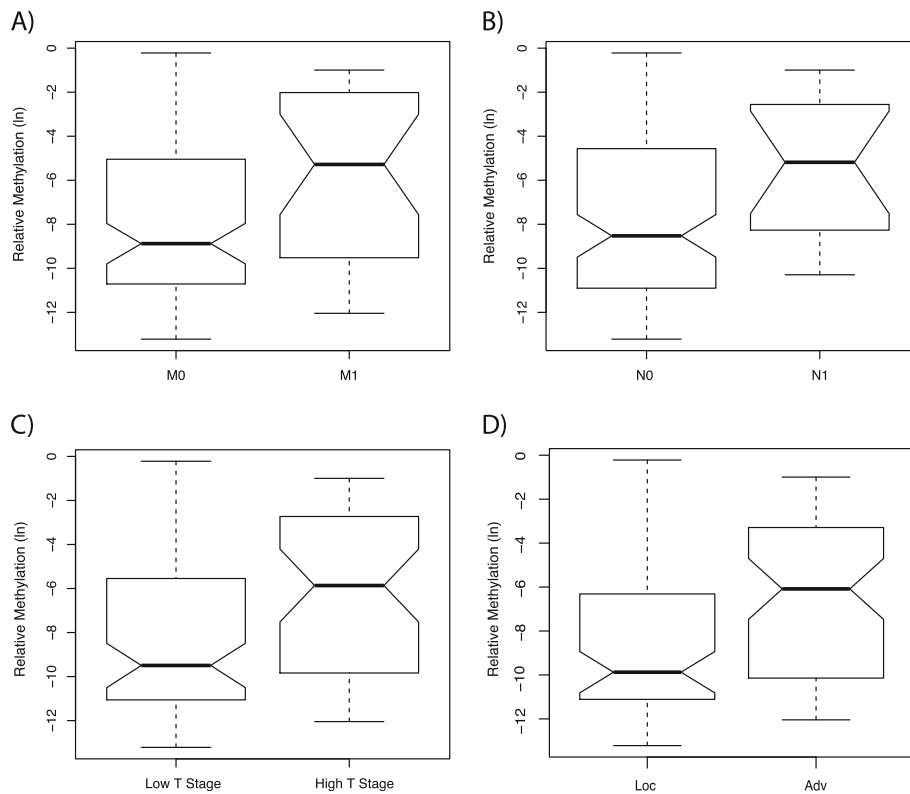 A)
Relative Methylation (ln)
0
−2
−4
−6
−8
−10
−12
M0
M1
B)
Relative Methylation (ln)
0
−2
−4
−6
−8
−10
−12
N0
N1
C)
Relative Methylation (ln)
0
−2
−4
−6
−8
−10
−12
Low T Stage
High T Stage
D)
Relative Methylation (ln)
0
−2
−4
−6
−8
−10
−12
Loc
Adv